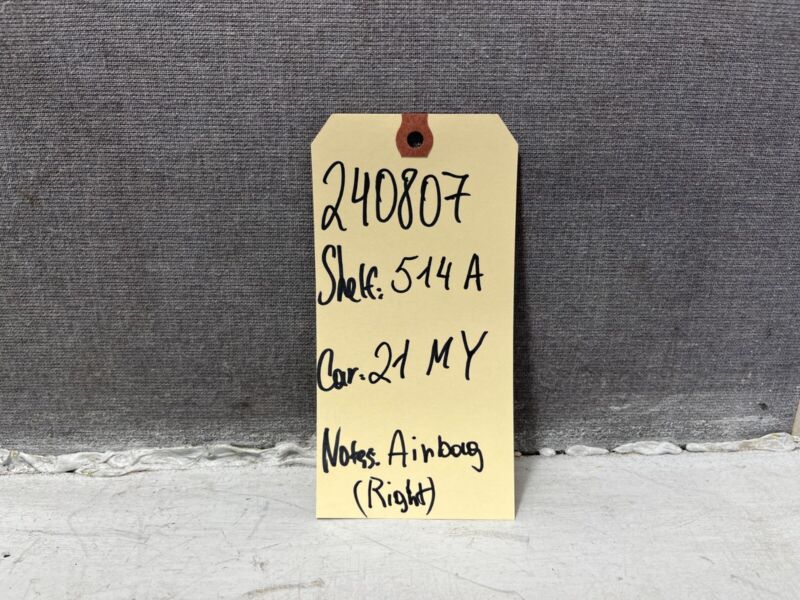 240807
Shelf: 514 A
Car: 21 MY
Notes: Airbag
(Right)